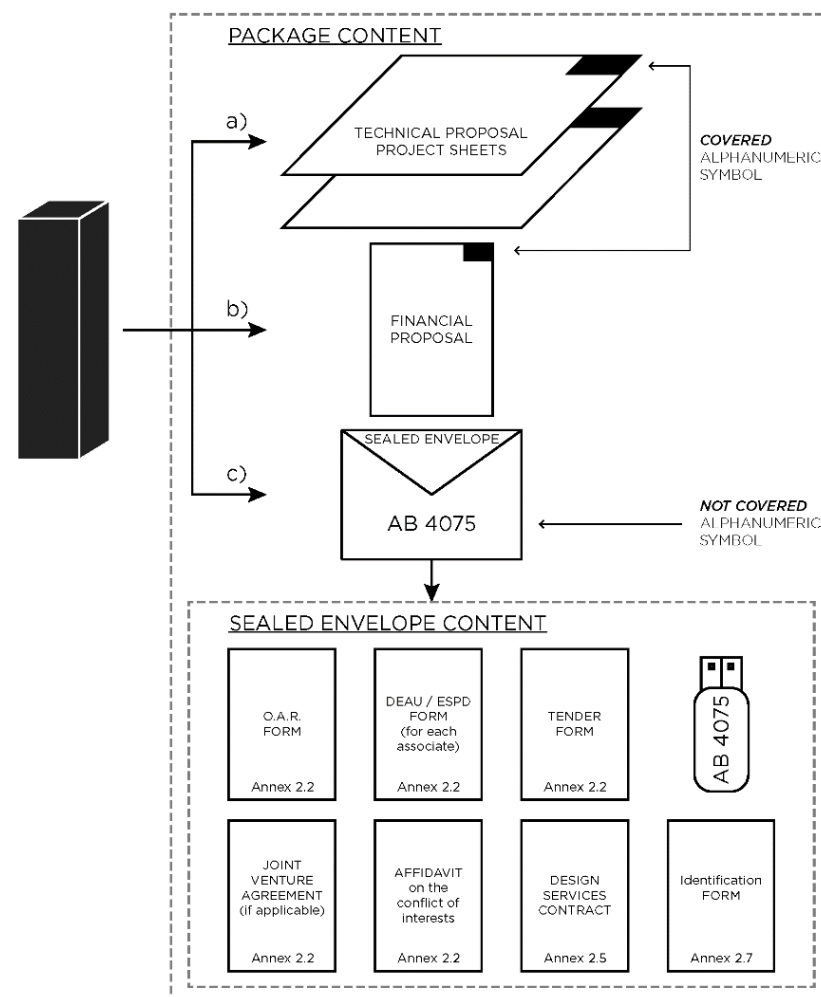 PACKAGE CONTENT
a)
TECHNICAL PROPOSAL
PROJECT SHEETS
COVERED
ALPHANUMERIC
SYMBOL
b)
FINANCIAL
PROPOSAL
c)
SEALED ENVELOPE
AB 4075
NOT COVERED
ALPHANUMERIC
SYMBOL
SEALED ENVELOPE CONTENT
O.A.R.
FORM
Annex 2.2
DEAU / ESPD
FORM
(for each
associate)
Annex 2.2
TENDER
FORM
Annex 2.2
AB 4075
JOINT
VENTURE
AGREEMENT
(if applicable)
Annex 2.2
AFFIDAVIT
on the
conflict of
interests
Annex 2.2
DESIGN
SERVICES
CONTRACT
Annex 2.5
Identification
FORM
Annex 2.7